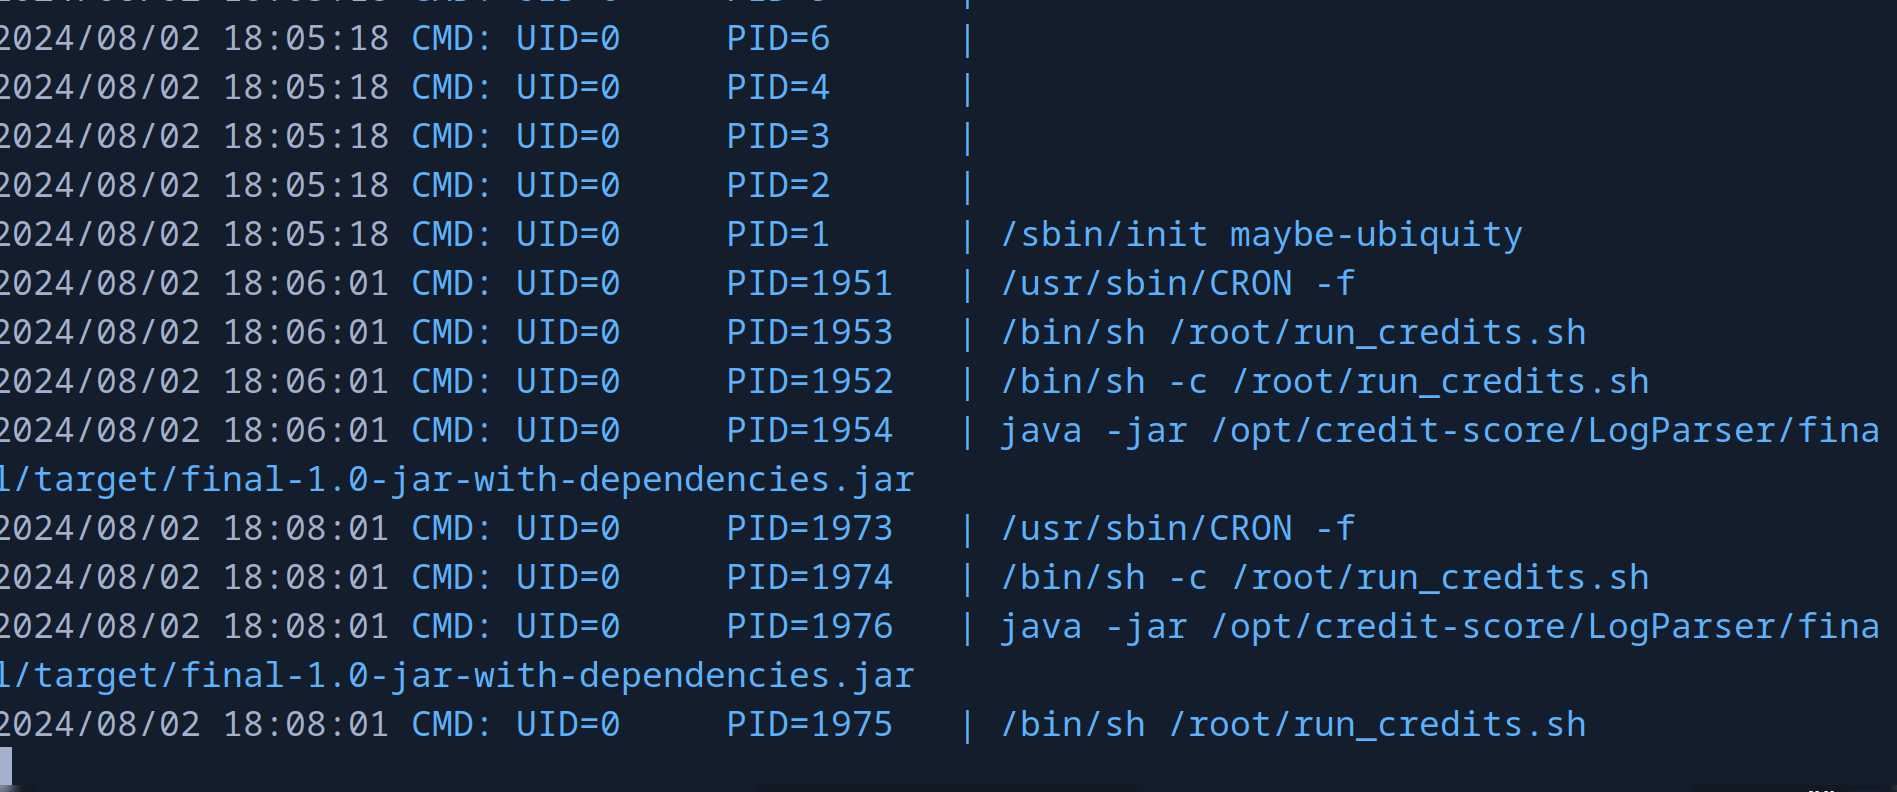 2024/08/02 18:05:18 CMD: UID=0     PID=6      |
2024/08/02 18:05:18 CMD: UID=0     PID=4      |
2024/08/02 18:05:18 CMD: UID=0     PID=3      |
2024/08/02 18:05:18 CMD: UID=0     PID=2      |
2024/08/02 18:05:18 CMD: UID=0     PID=1      | /sbin/init maybe-ubiquity
2024/08/02 18:06:01 CMD: UID=0     PID=1951   | /usr/sbin/CRON -f
2024/08/02 18:06:01 CMD: UID=0     PID=1953   | /bin/sh /root/run_credits.sh
2024/08/02 18:06:01 CMD: UID=0     PID=1952   | /bin/sh -c /root/run_credits.sh
2024/08/02 18:06:01 CMD: UID=0     PID=1954   | java -jar /opt/credit-score/LogParser/fina
l/target/final-1.0-jar-with-dependencies.jar
2024/08/02 18:08:01 CMD: UID=0     PID=1973   | /usr/sbin/CRON -f
2024/08/02 18:08:01 CMD: UID=0     PID=1974   | /bin/sh -c /root/run_credits.sh
2024/08/02 18:08:01 CMD: UID=0     PID=1976   | java -jar /opt/credit-score/LogParser/fina
l/target/final-1.0-jar-with-dependencies.jar
2024/08/02 18:08:01 CMD: UID=0     PID=1975   | /bin/sh /root/run_credits.sh